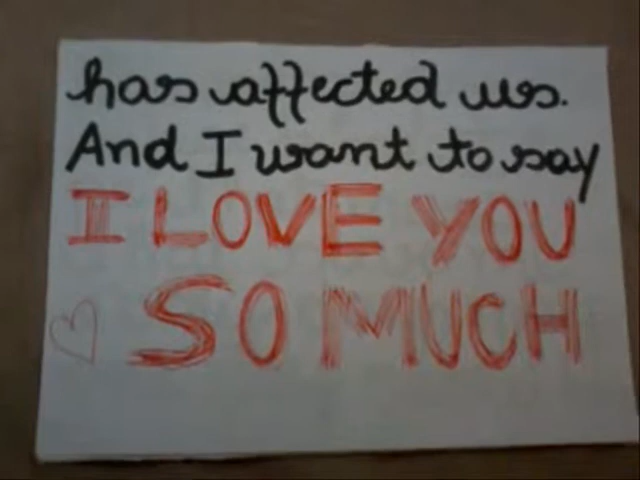 has affected us.
And I want to say
I LOVE YOU
SO MUCH